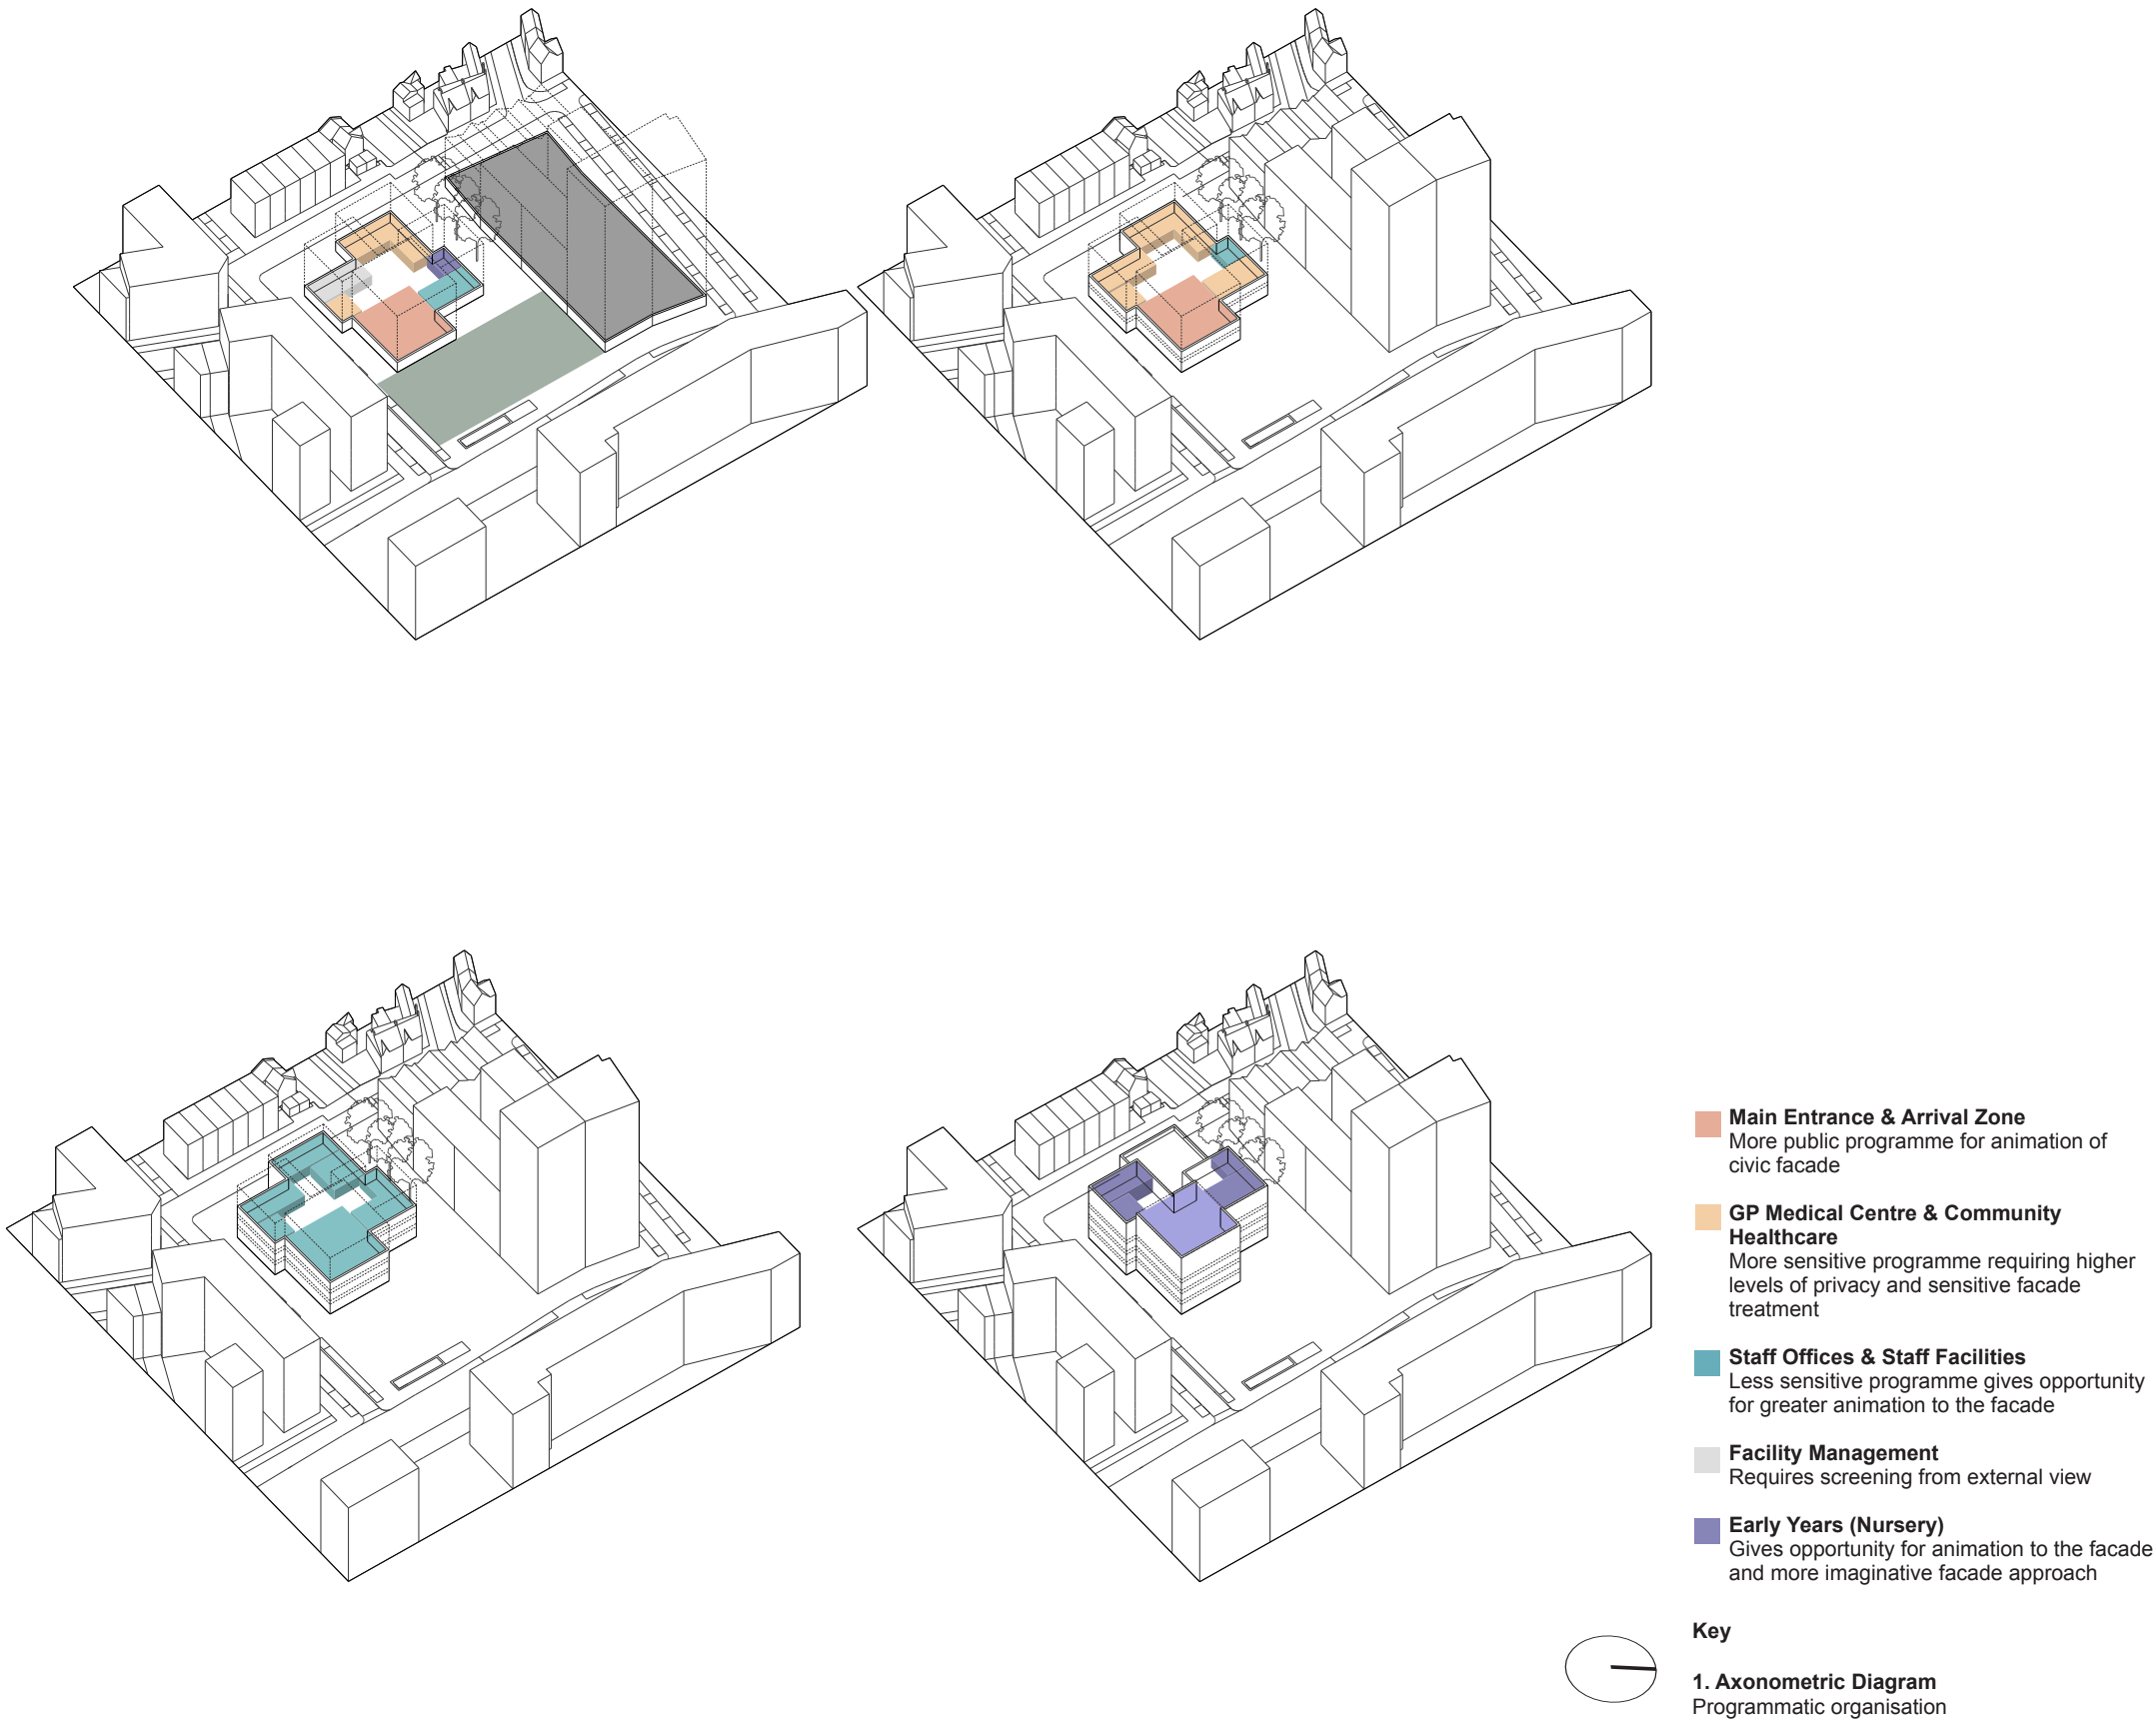 Main Entrance & Arrival Zone
More public programme for animation of
civic facade
GP Medical Centre & Community
Healthcare
More sensitive programme requiring higher
levels of privacy and sensitive facade
treatment
Staff Offices & Staff Facilities
Less sensitive programme gives opportunity
for greater animation to the facade
Facility Management
Requires screening from external view
Early Years (Nursery)
Gives opportunity for animation to the facade
and more imaginative facade approach
Key
1. Axonometric Diagram
Programmatic organisation